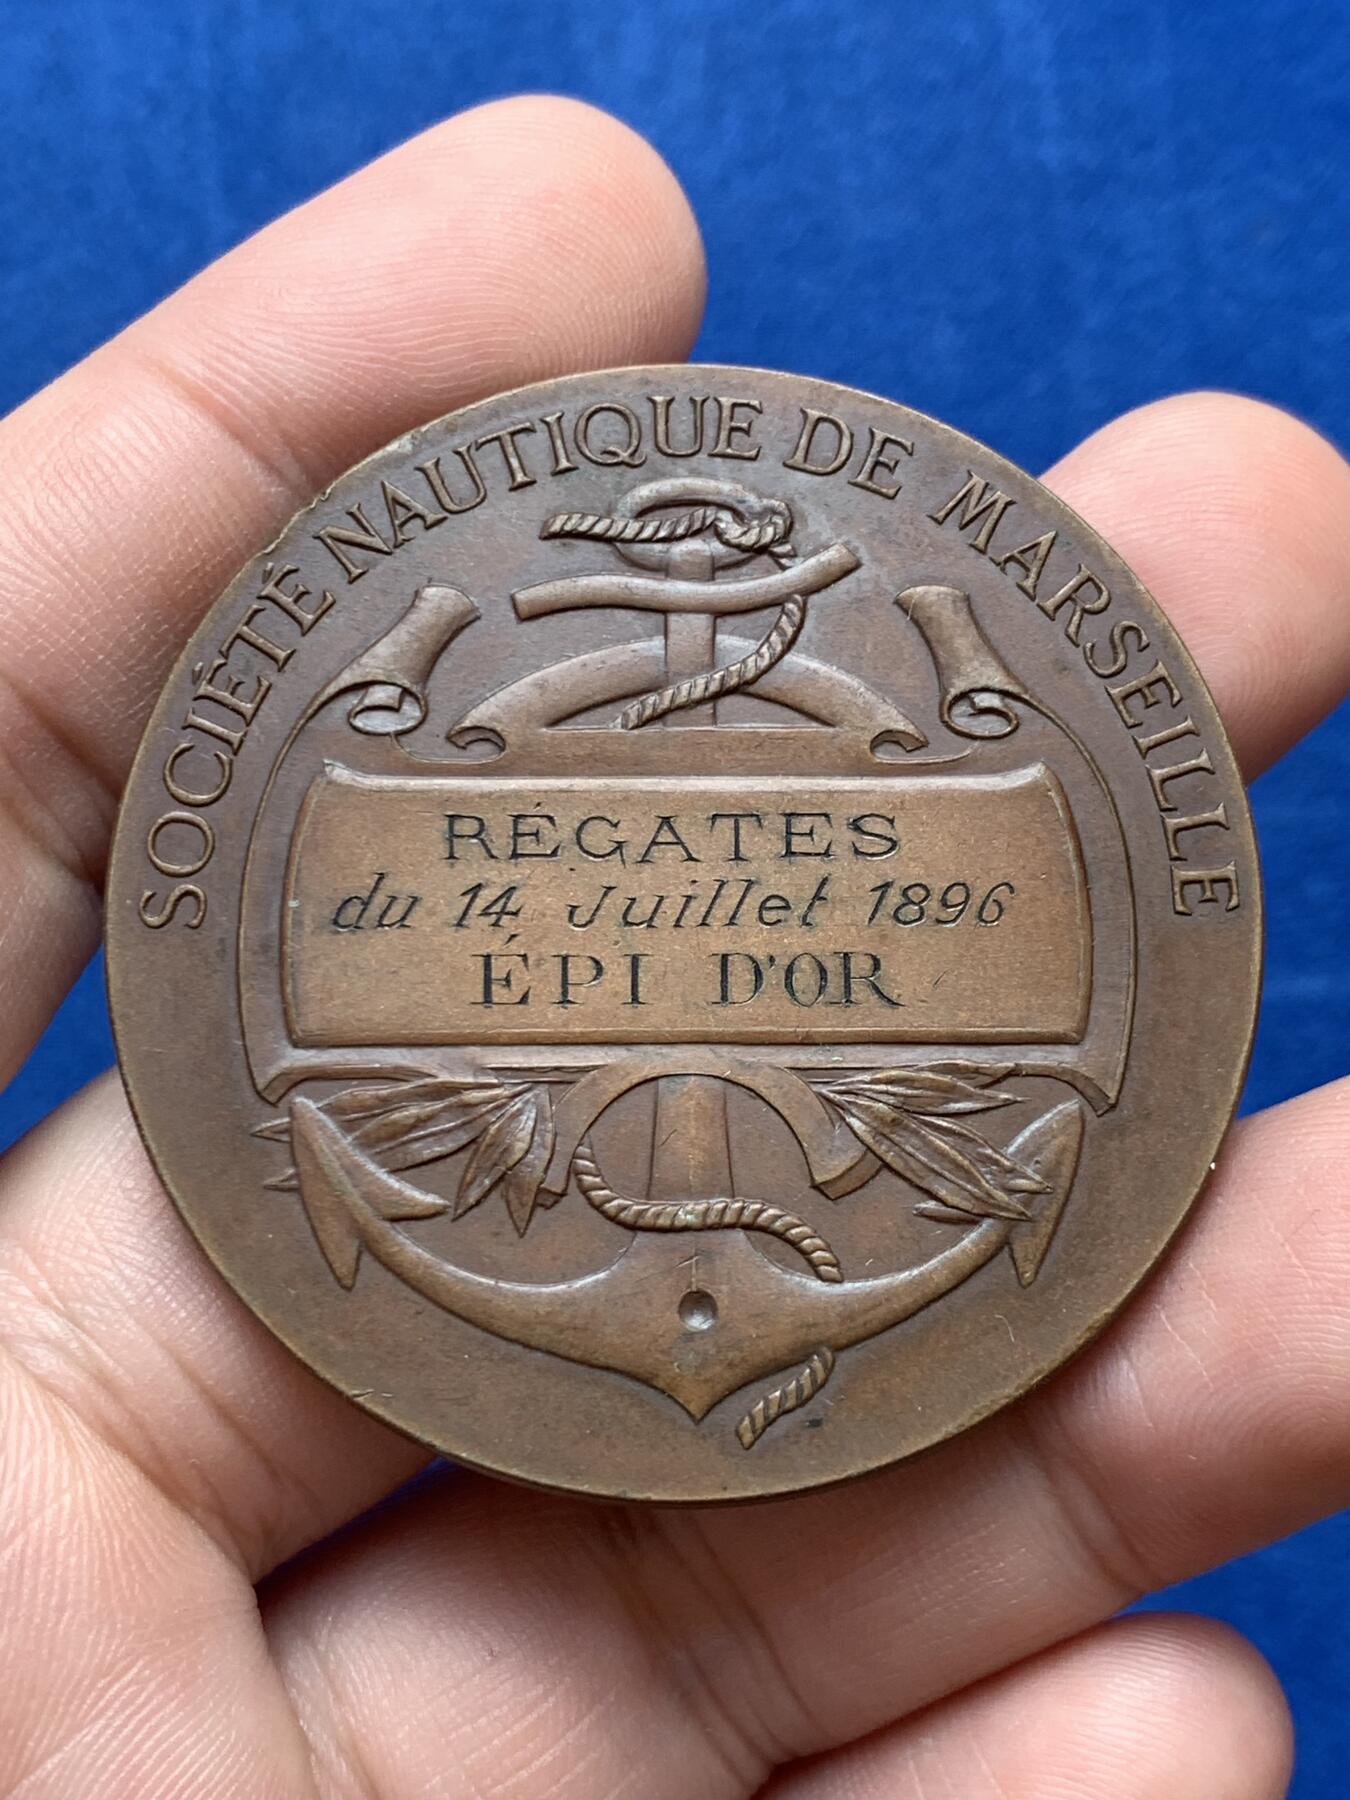 SOCIÉTÉ NAUTIQUE DE MARSEILLE
RÉGATES
du 14 Juillet 1896
ÉPI D'OR